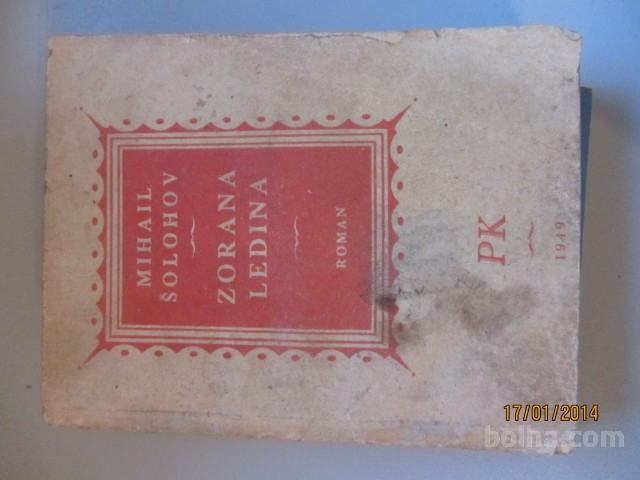 MIHAIL
ŠOLOHOV
ZORANA
LEDINA
ROMAN
PK
1949
17/01/2014
bolha.com